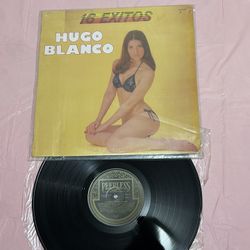 16 EXITOS
HUGO
BLANCO
PEERLESS